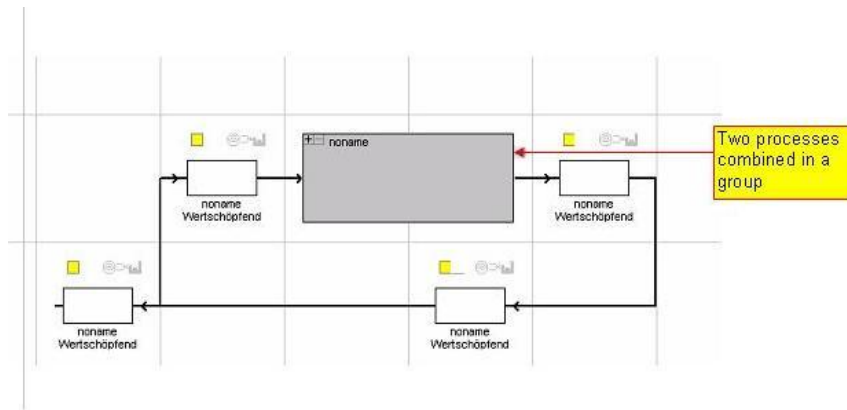 noname
Two processes
combined in a
group
noname
Wertschöpfend
noname
Wertschöpfend
noname
Wertschöpfend
noname
Wertschöpfend